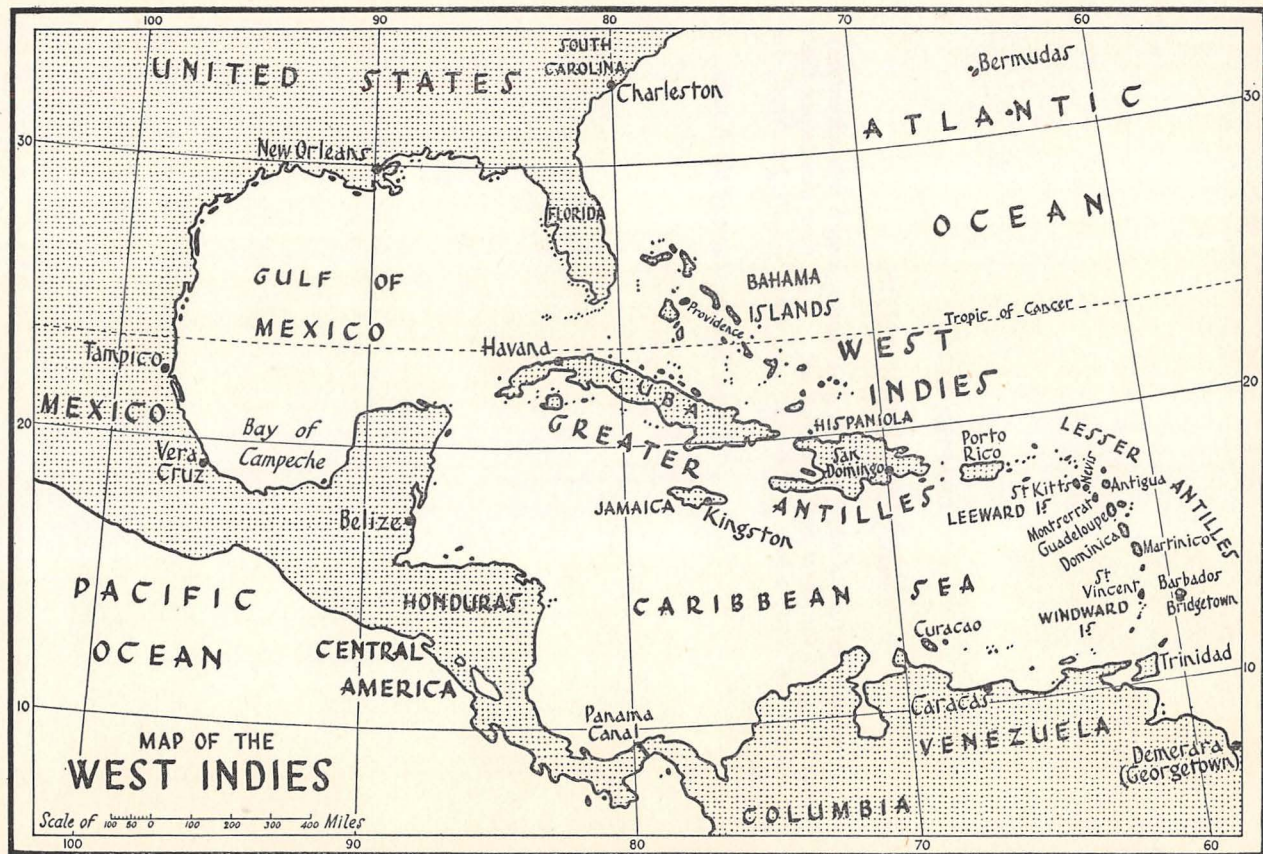 100
90
80
70
60
UNITED STATES
SOUTH
CAROLINA
Charleston
Bermudas
ATLANTIC
OCEAN
30
30
New Orleans
FLORIDA
GULF OF
MEXICO
BAHAMA
ISLANDS
Providence
Tropic of Cancer
WEST
INDIES
Tampico
Havana
CUBA
MEXICO
20
20
Bay of
Campeche
Vera
Cruz
GREATER
ANTILLES
HISPANIOLA
San
Domingo
Porto
Rico
LESSER
ANTILLES
JAMAICA
Kingston
Belize
St Kitts
Nevis
Antigua
LEEWARD IS
Montserrat
Guadeloupe
Dominica
Martinico
St
Vincent
Barbados
Bridgetown
WINDWARD
IS
PACIFIC
OCEAN
HONDURAS
CARIBBEAN SEA
Curacao
Trinidad
CENTRAL
AMERICA
10
10
Panama
Canal
Caracas
VENEZUELA
Demerara
(Georgetown)
COLUMBIA
MAP OF THE
WEST INDIES
Scale of 100 50 0 100 200 300 400 Miles
100
90
80
70
60